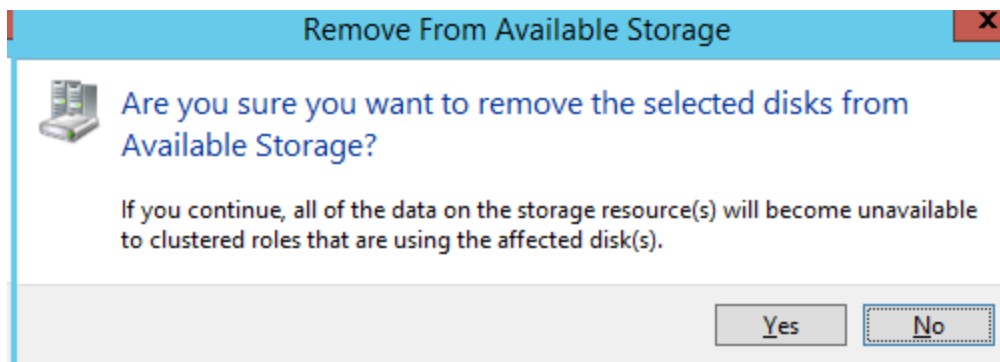 Remove From Available Storage
x
Are you sure you want to remove the selected disks from
Available Storage?
If you continue, all of the data on the storage resource(s) will become unavailable
to clustered roles that are using the affected disk(s).
Yes
No